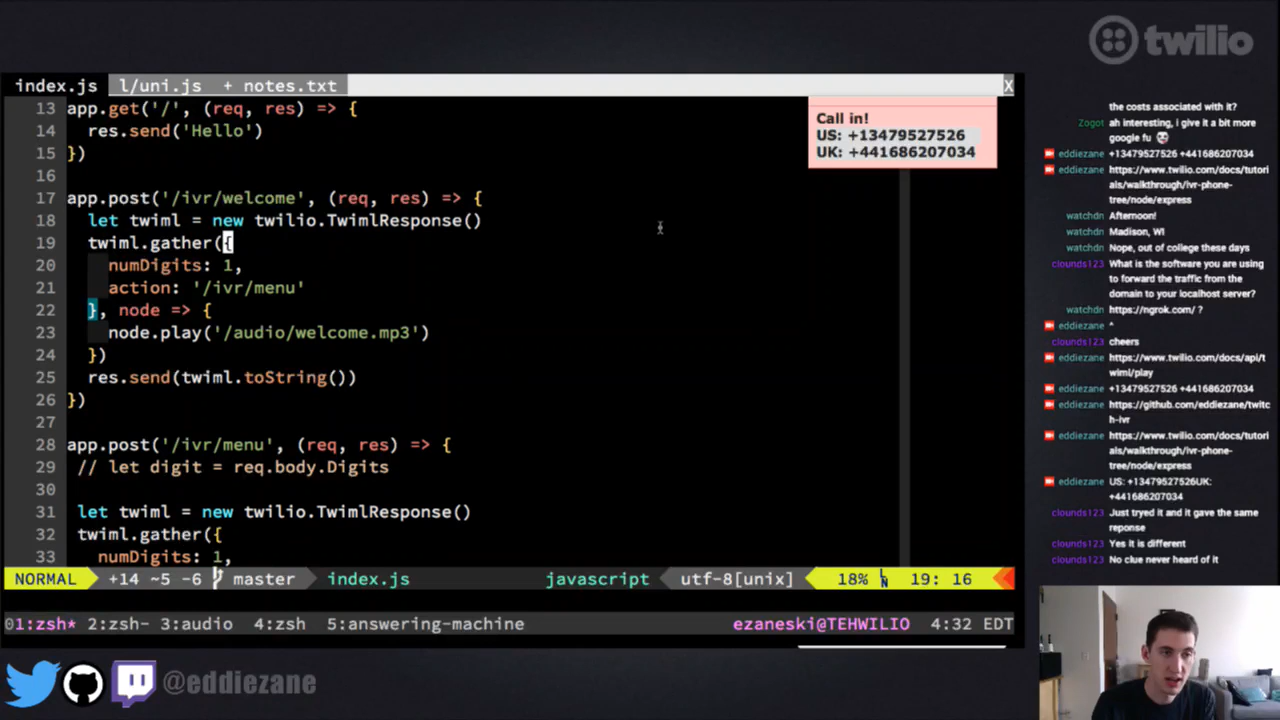 twilio
index.js l/uni.js + notes.txt X
13 app.get('/', (req, res) => {
14 res.send('Hello')
15 })
16
17 app.post('/ivr/welcome', (req, res) => {
18 let twiml = new twilio.TwimlResponse()
19 twiml.gather({
20 numDigits: 1,
21 action: '/ivr/menu'
22 }, node => {
23 node.play('/audio/welcome.mp3')
24 })
25 res.send(twiml.toString())
26 })
27
28 app.post('/ivr/menu', (req, res) => {
29 // let digit = req.body.Digits
30
31 let twiml = new twilio.TwimlResponse()
32 twiml.gather({
33 numDigits: 1,
NORMAL +14 ~5 -6 master index.js javascript utf-8[unix] 18% LN 19: 16
01:zsh* 2:zsh- 3:audio 4:zsh 5:answering-machine ezaneski@TEHWILIO 4:32 EDT
Call in!
US: +13479527526
UK: +441686207034
the costs associated with it?
Zogot ah interesting, i give it a bit more
google fu
eddiezane +13479527526 +441686207034
eddiezane https://www.twilio.com/docs/tutori
als/walkthrough/ivr-phone-
tree/node/express
watchdn Afternoon!
watchdn Madison, WI
watchdn Nope, out of college these days
clounds123 What is the software you are using
to forward the traffic from the
domain to your localhost server?
watchdn https://ngrok.com/ ?
eddiezane ^
clounds123 cheers
eddiezane https://www.twilio.com/docs/api/t
wiml/play
eddiezane +13479527526 +441686207034
eddiezane https://github.com/eddiezane/twitc
h-ivr
eddiezane https://www.twilio.com/docs/tutori
als/walkthrough/ivr-phone-
tree/node/express
eddiezane US: +13479527526UK:
+441686207034
clounds123 Just tryed it and it gave the same
reponse
clounds123 Yes it is different
clounds123 No clue never heard of it
@eddiezane